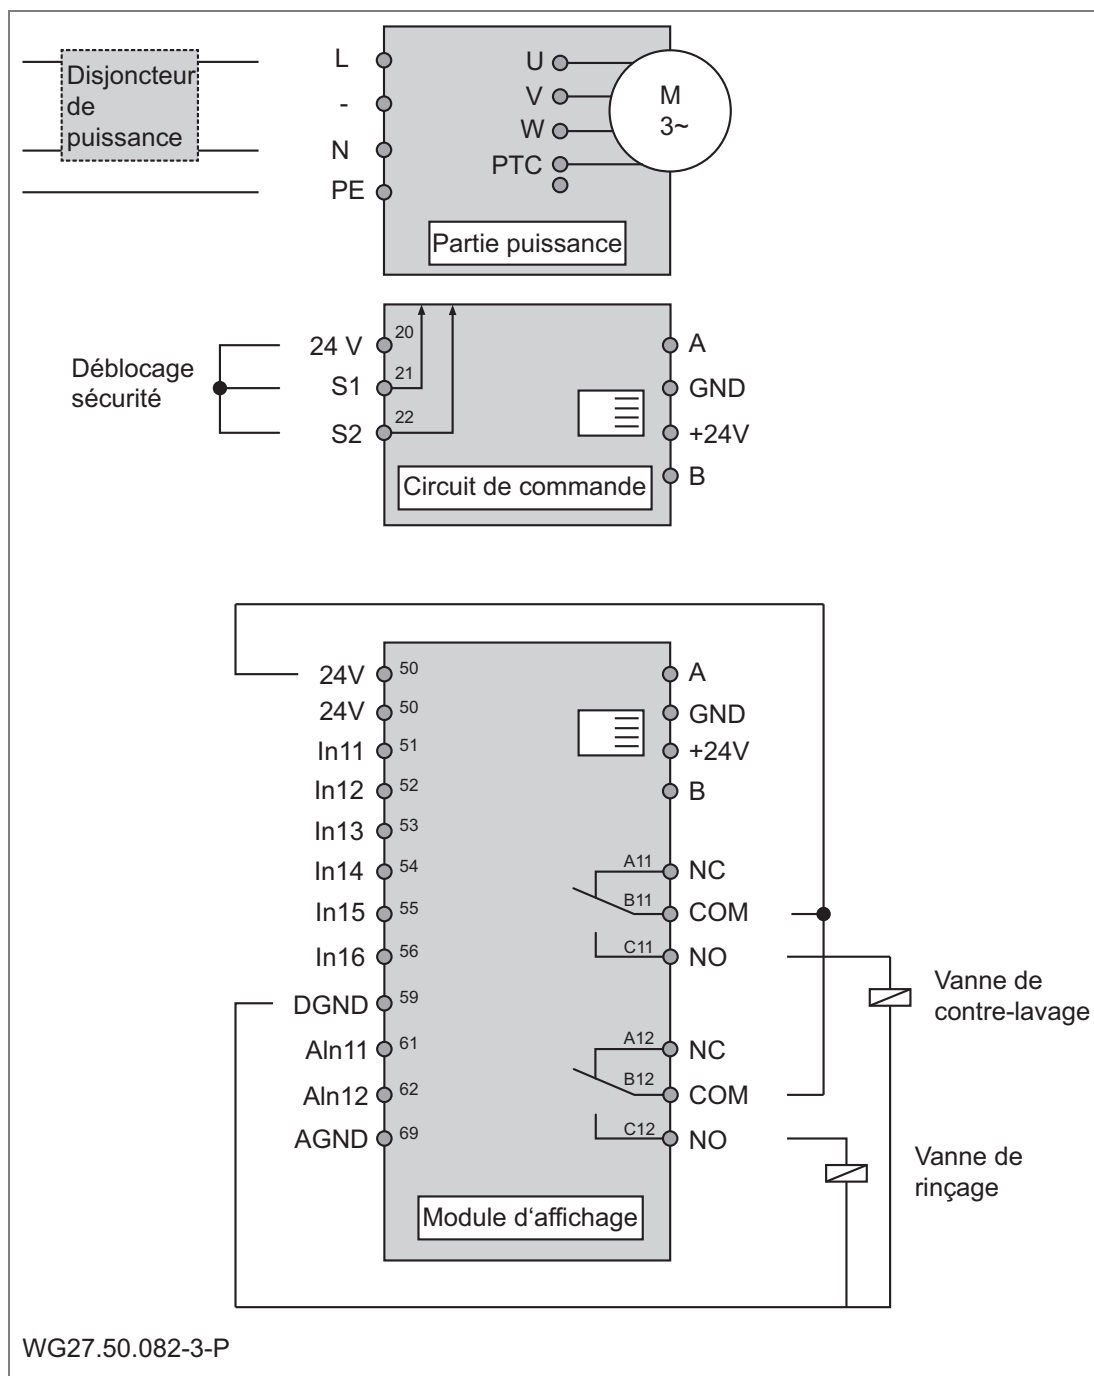 Disjoncteur
de
puissance
L
-
N
PE
U
V
W
PTC
M
3~
Partie puissance
Déblocage
sécurité
24 V
20
S1
21
S2
22
A
GND
+24V
B
Circuit de commande
24V
50
24V
50
In11
51
In12
52
In13
53
In14
54
In15
55
In16
56
DGND
59
AIn11
61
AIn12
62
AGND
69
A
GND
+24V
B
A11
NC
B11
COM
C11
NO
A12
NC
B12
COM
C12
NO
Vanne de
contre-lavage
Vanne de
rinçage
Module d‘affichage
WG27.50.082-3-P